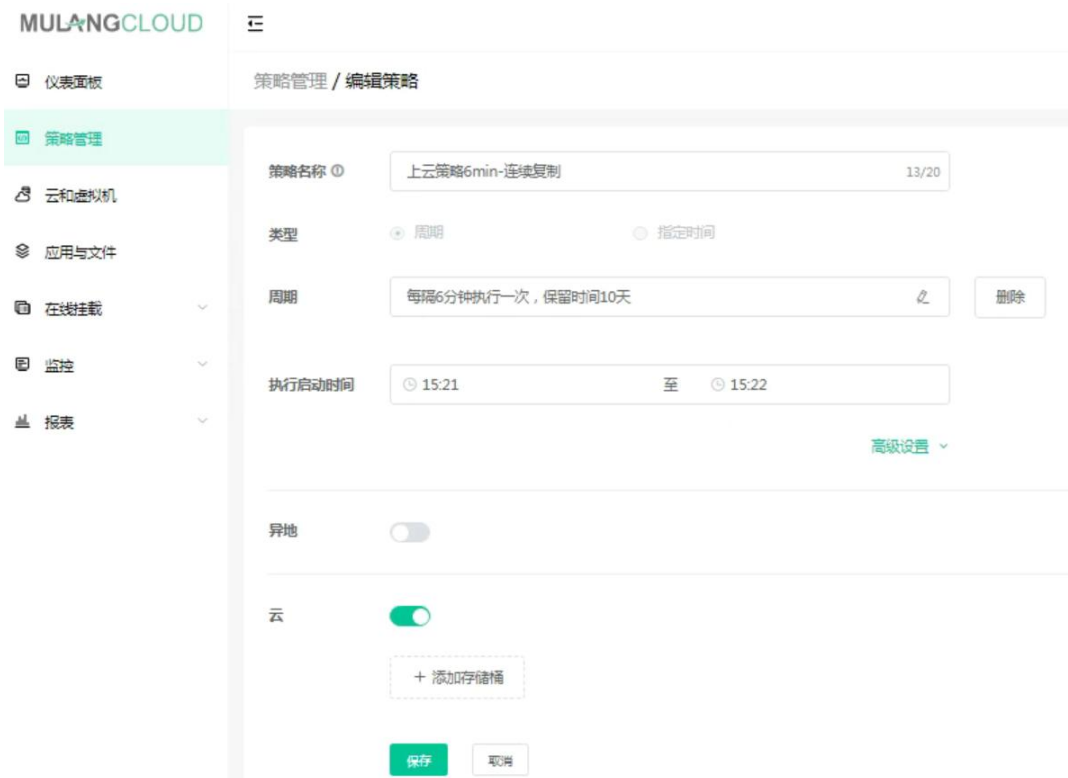 MULANGCLOUD
仪表面板
策略管理
云和虚拟机
应用与文件
在线挂载
监控
报表
策略管理 / 编辑策略
策略名称 上云策略6min-连续复制 13/20
类型 周期 指定时间
周期 每隔6分钟执行一次，保留时间10天 删除
执行启动时间 15:21 至 15:22
高级设置
异地
云
+ 添加存储桶
保存 取消